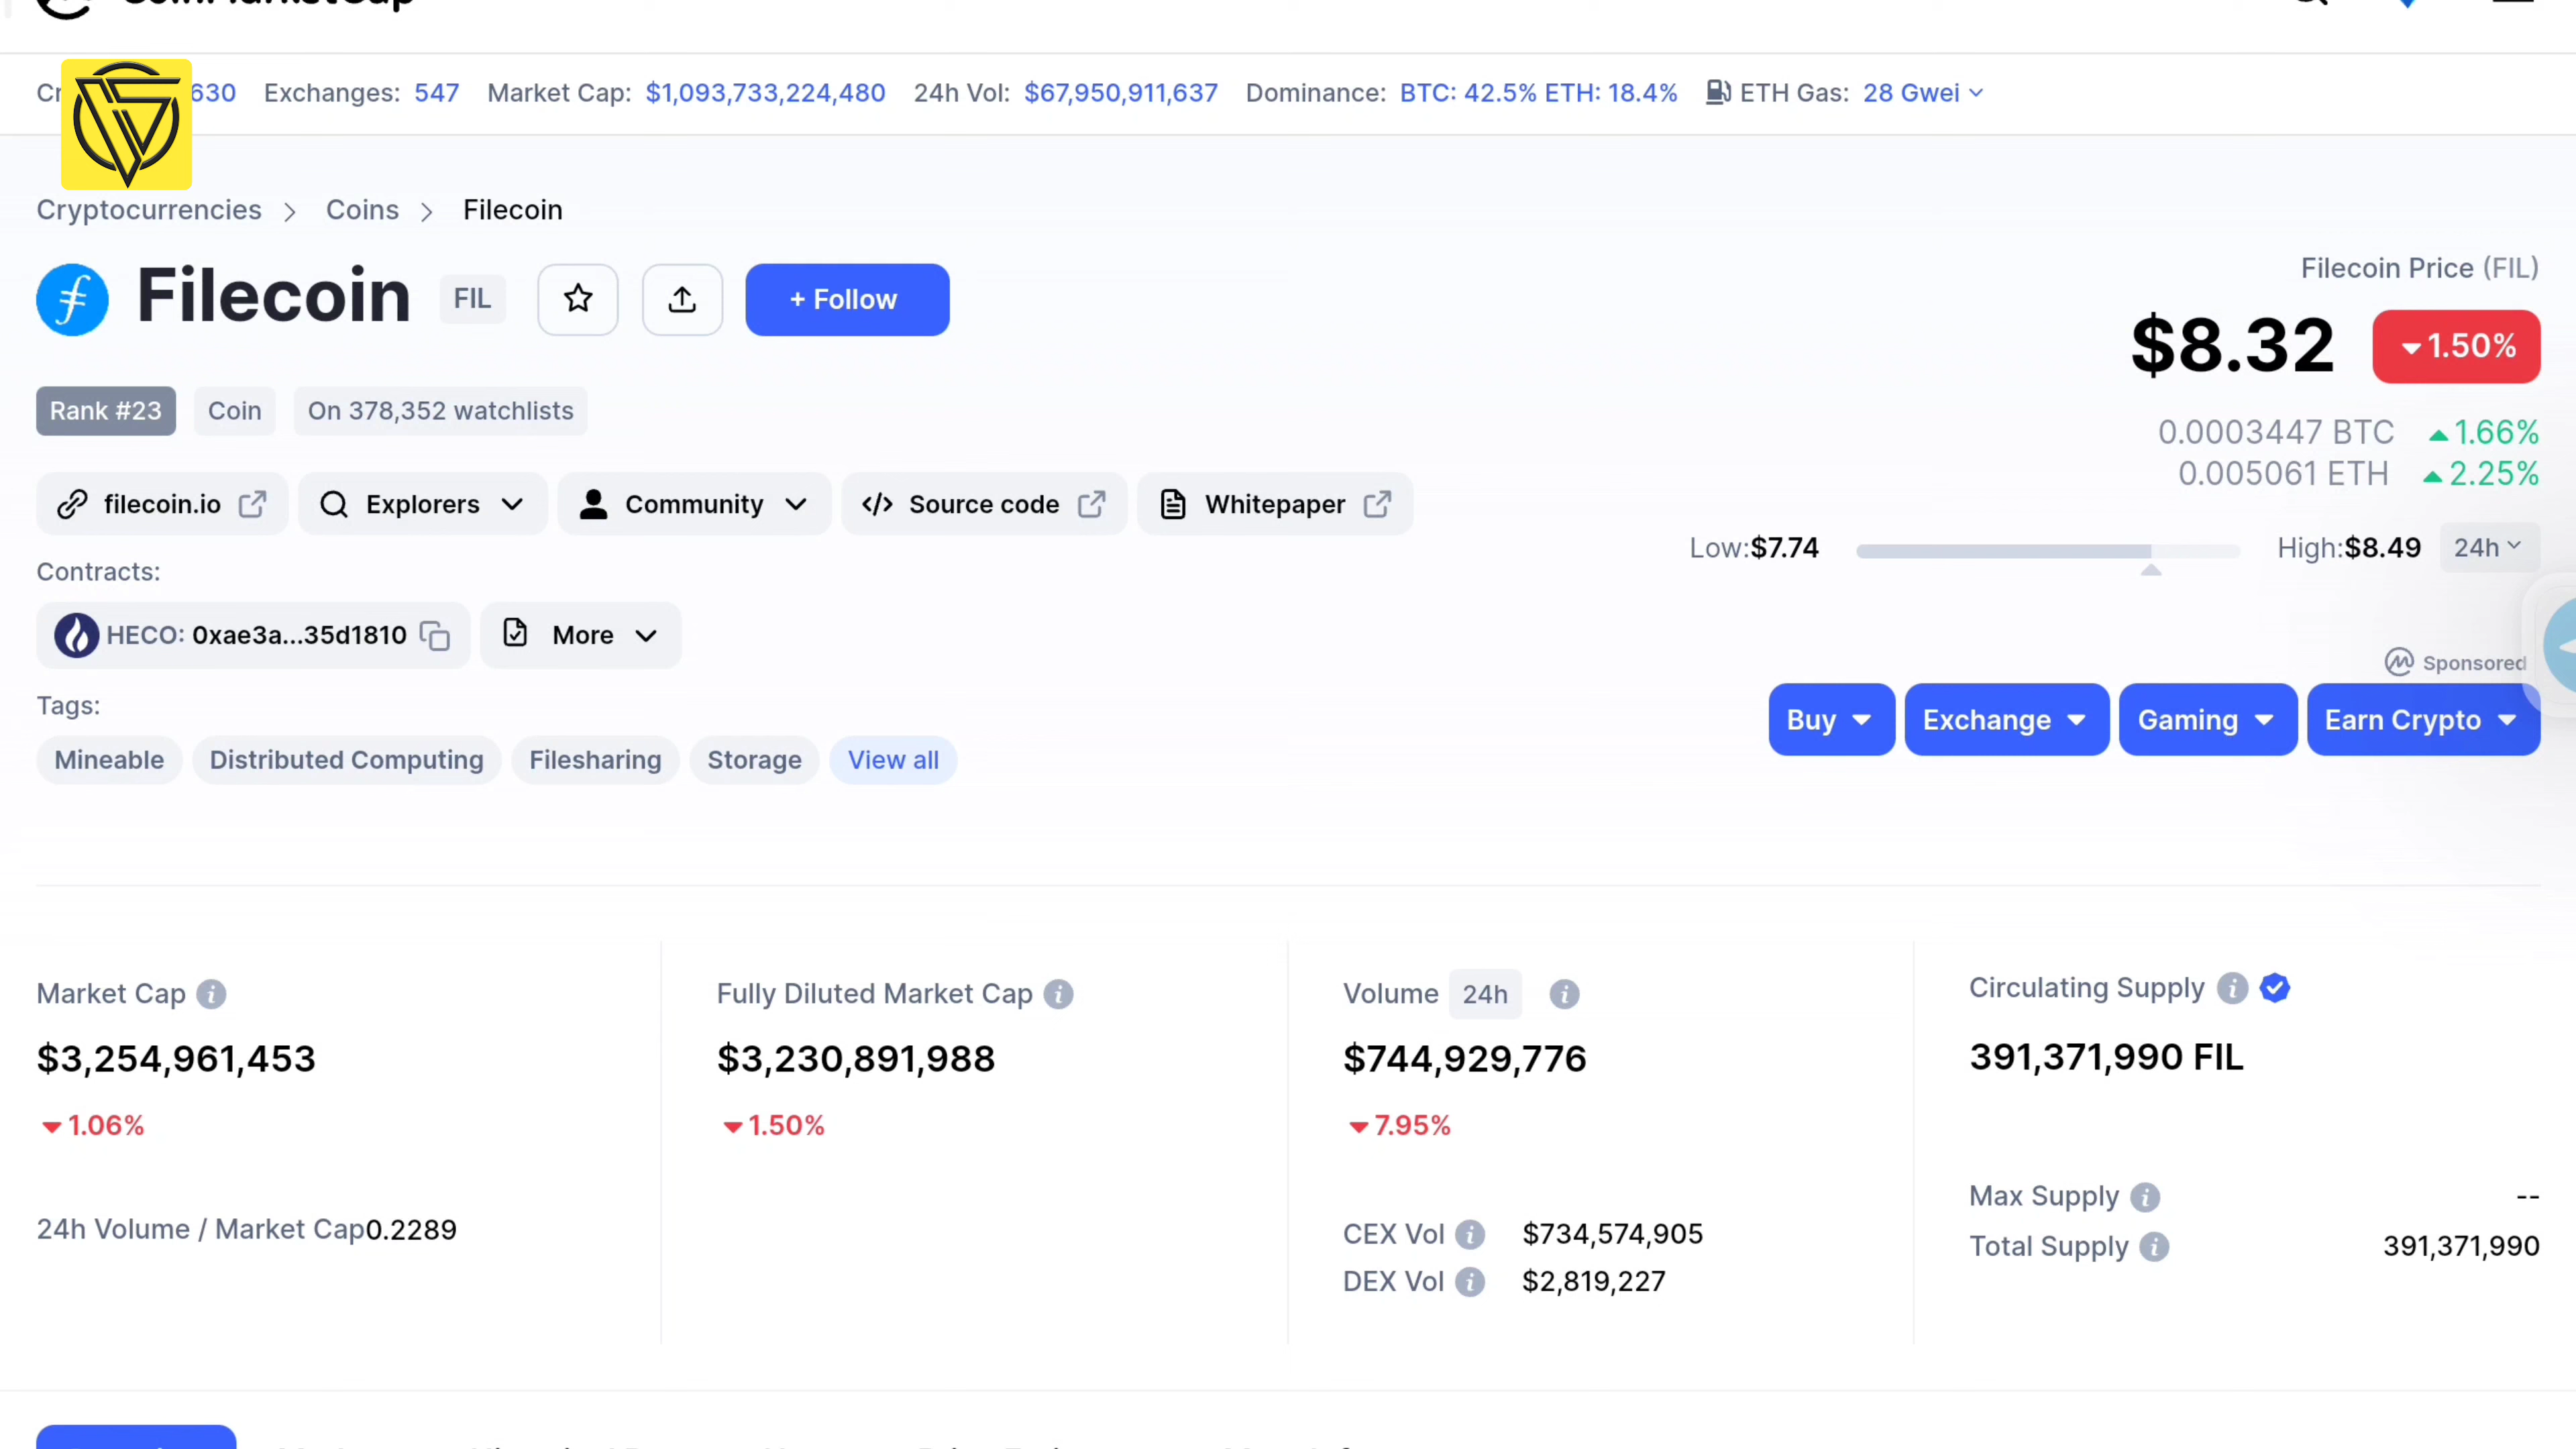 CoinMarketCap
630 Exchanges: 547 Market Cap: $1,093,733,224,480 24h Vol: $67,950,911,637 Dominance: BTC: 42.5% ETH: 18.4% ETH Gas: 28 Gwei
Cryptocurrencies > Coins > Filecoin
Filecoin FIL + Follow
Filecoin Price (FIL)
$8.32 1.50%
Rank #23 Coin On 378,352 watchlists
0.0003447 BTC 1.66%
0.005061 ETH 2.25%
filecoin.io Explorers Community Source code Whitepaper
Low:$7.74 High:$8.49 24h
Contracts:
HECO: 0xae3a...35d1810 More
Sponsored
Tags:
Mineable Distributed Computing Filesharing Storage View all
Buy Exchange Gaming Earn Crypto
Market Cap
$3,254,961,453
1.06%
24h Volume / Market Cap0.2289
Fully Diluted Market Cap
$3,230,891,988
1.50%
Volume 24h
$744,929,776
7.95%
CEX Vol $734,574,905
DEX Vol $2,819,227
Circulating Supply
391,371,990 FIL
Max Supply --
Total Supply 391,371,990